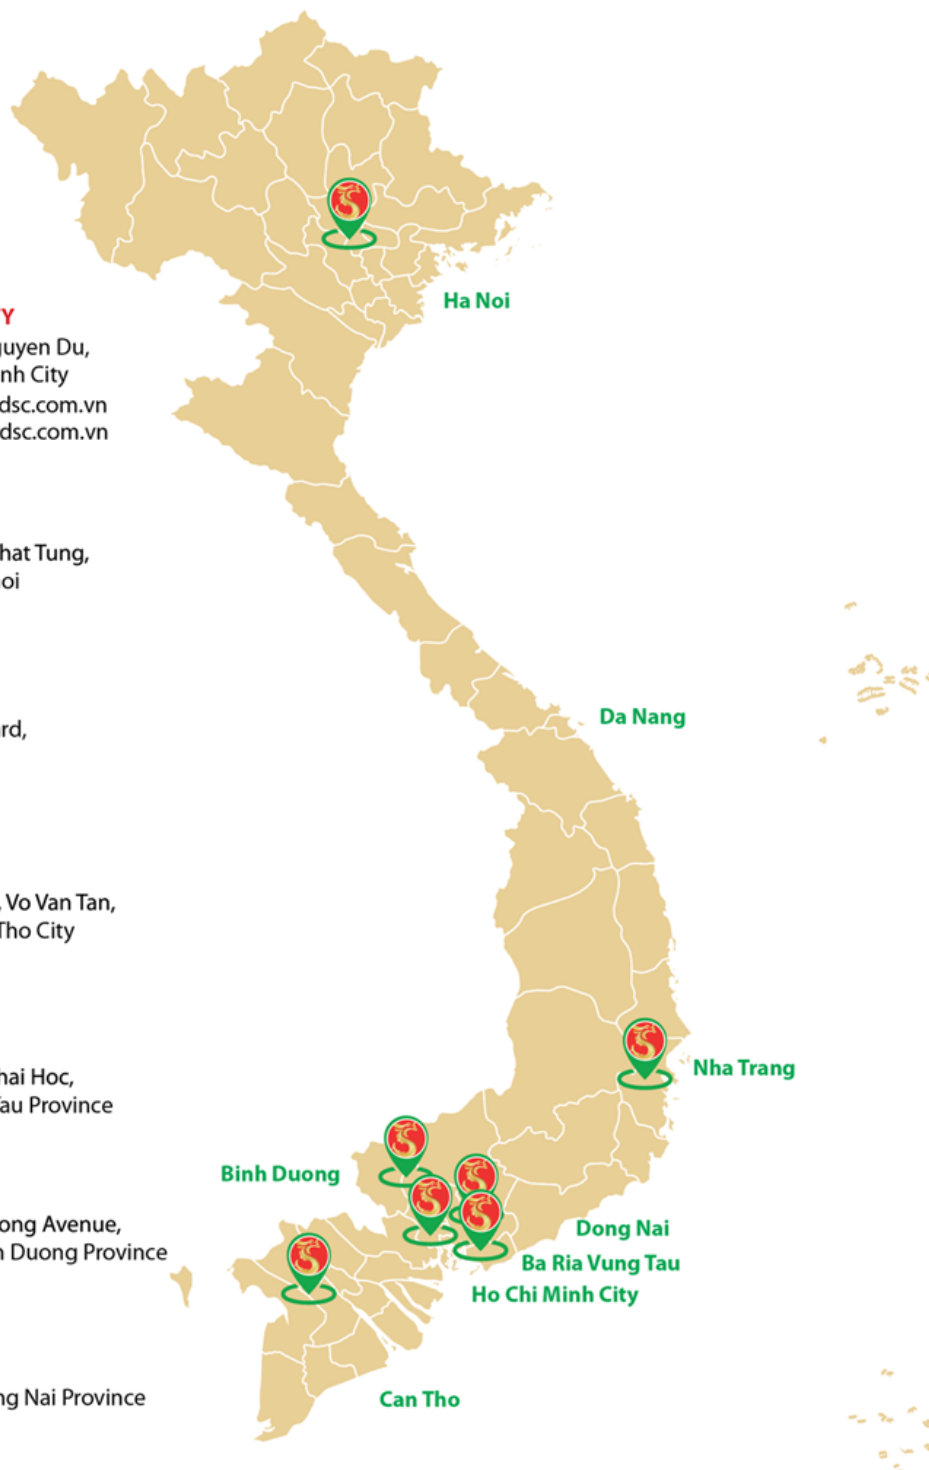 Y
guyen Du,
nh City
dsc.com.vn
dsc.com.vn
hat Tung,
oi
rd,
Vo Van Tan,
Tho City
hai Hoc,
Tau Province
ong Avenue,
h Duong Province
ng Nai Province
Ha Noi
Da Nang
Nha Trang
Binh Duong
Dong Nai
Ba Ria Vung Tau
Ho Chi Minh City
Can Tho